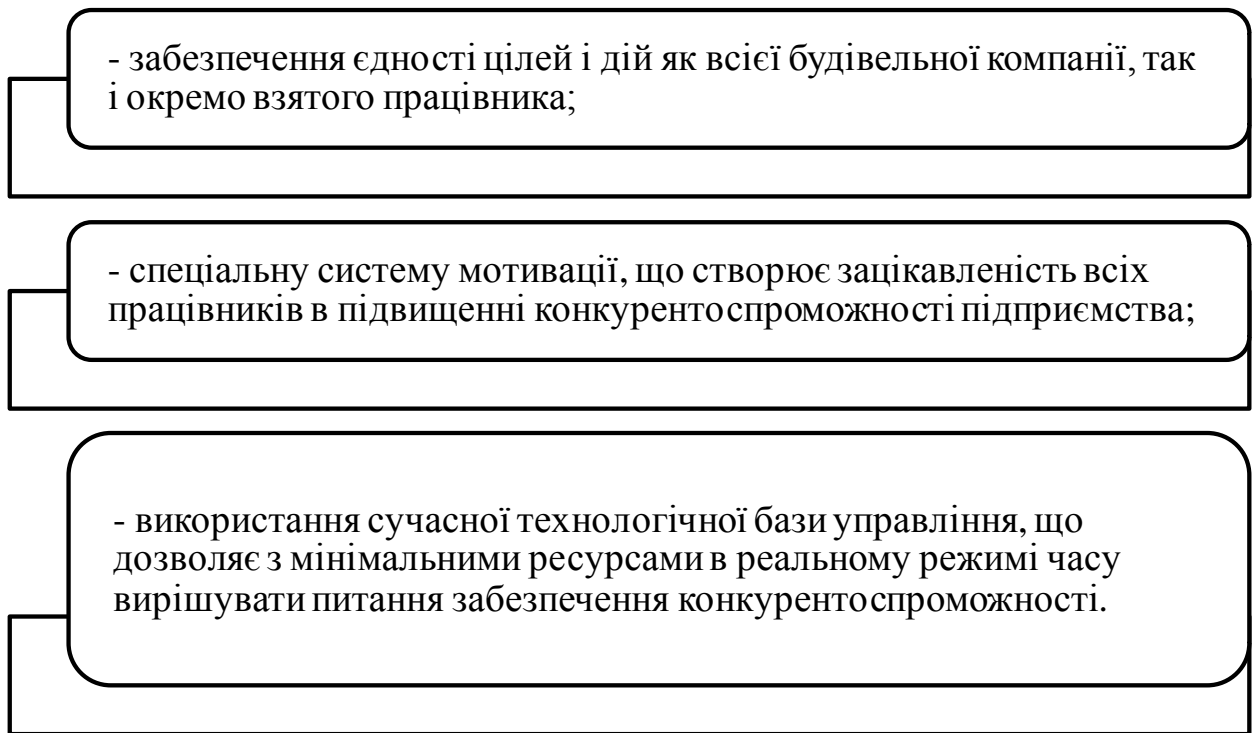 - забезпечення єдності цілей і дій як всієї будівельної компанії, так
і окремо взятого працівника;
- спеціальну систему мотивації, що створює зацікавленість всіх
працівників в підвищенні конкурентоспроможності підприємства;
- використання сучасної технологічної бази управління, що
дозволяє з мінімальними ресурсами в реальному режимі часу
вирішувати питання забезпечення конкурентоспроможності.